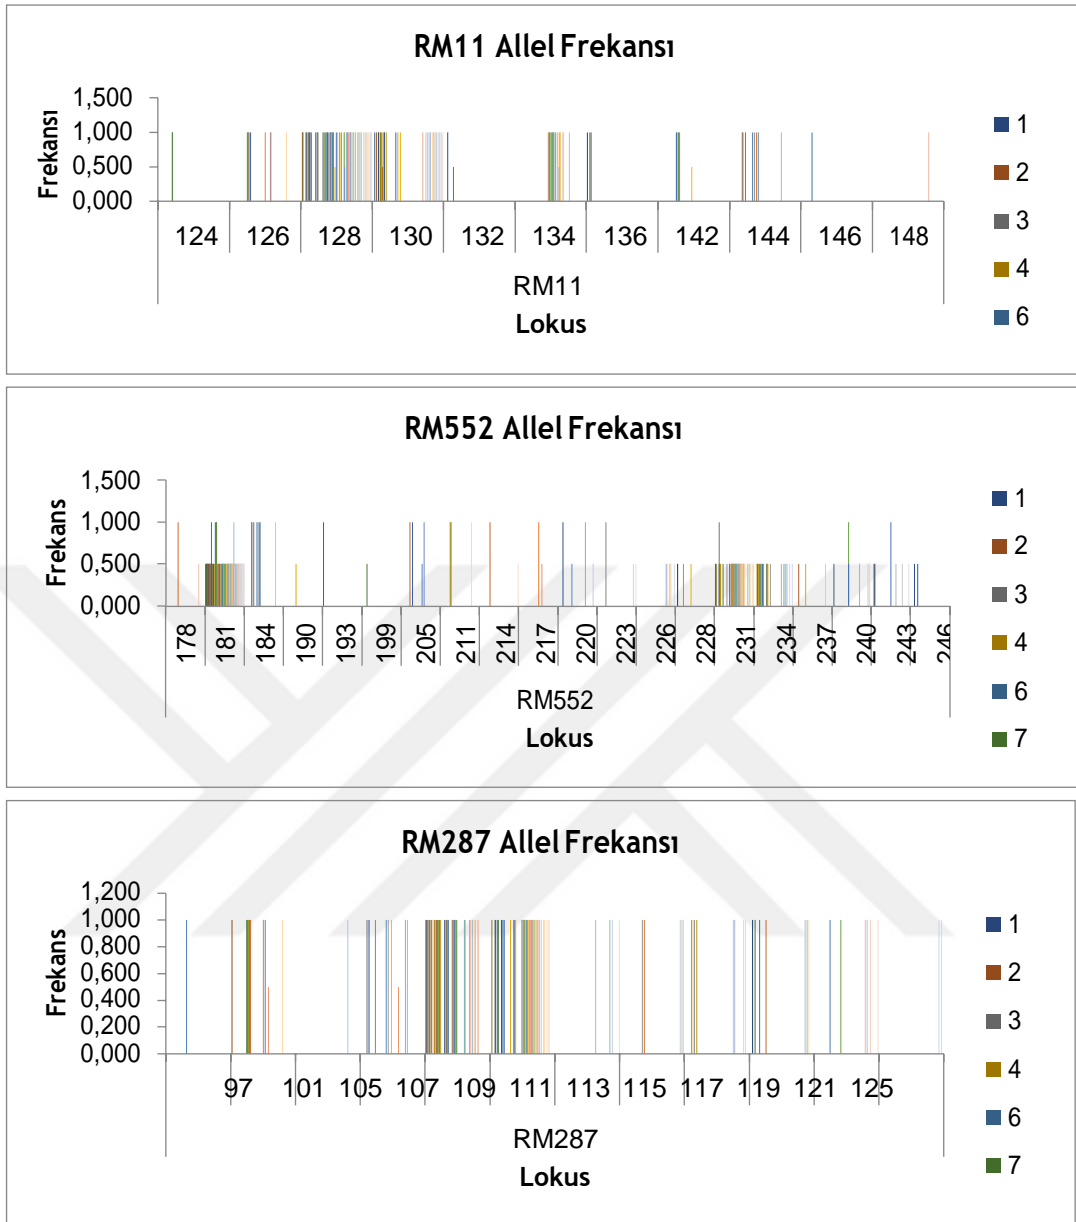 RM11 Allel Frekansı
Frekansı
1,500
1,000
0,500
0,000
124 126 128 130 132 134 136 142 144 146 148
RM11
Lokus
1
2
3
4
6
RM552 Allel Frekansı
Frekans
1,500
1,000
0,500
0,000
178 181 184 190 193 199 205 211 214 217 220 223 226 228 231 234 237 240 243 246
RM552
Lokus
1
2
3
4
6
7
RM287 Allel Frekansı
Frekans
1,200
1,000
0,800
0,600
0,400
0,200
0,000
97 101 105 107 109 111 113 115 117 119 121 125
RM287
Lokus
1
2
3
4
6
7